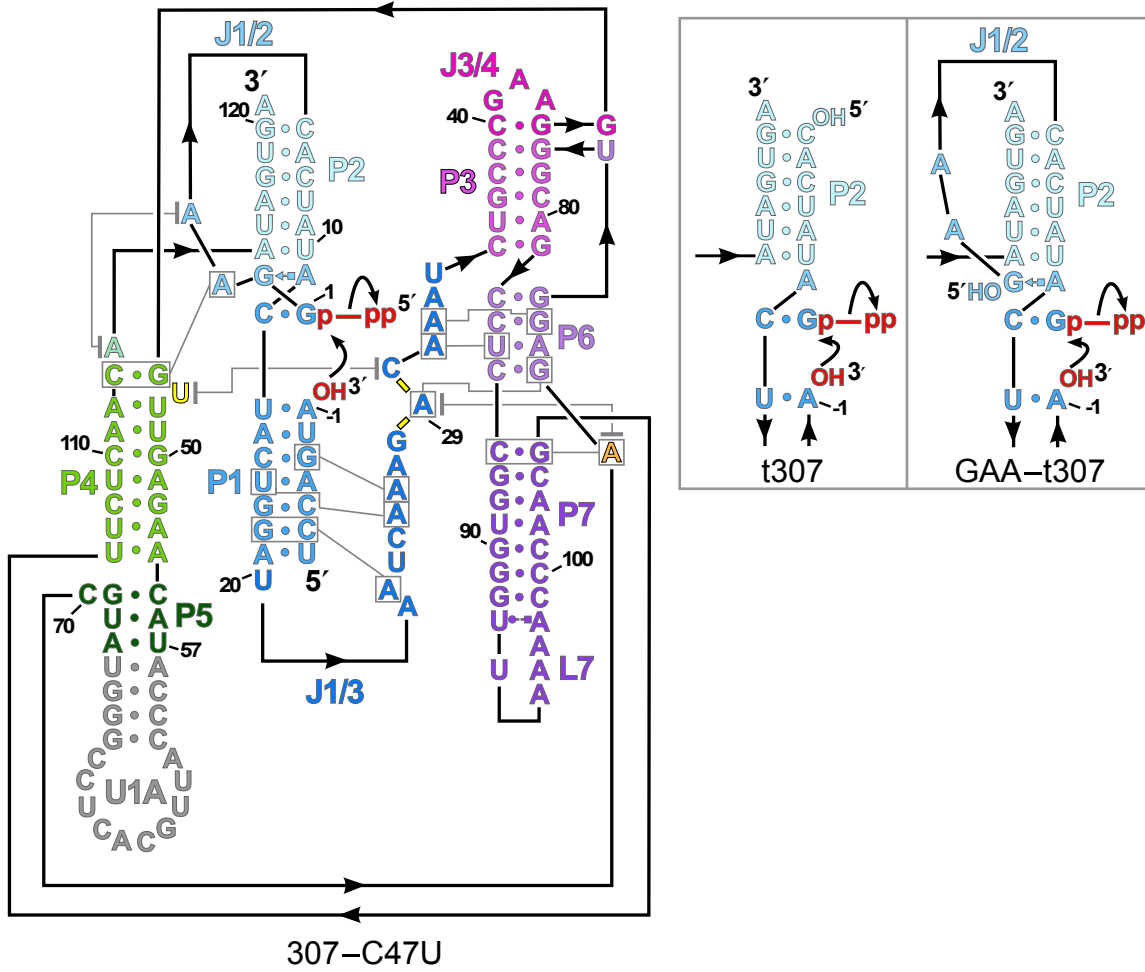 J1/2
J3/4
3´
A
A G A
120 G • C 40 C • G G
U • A C • G U
G • C P2 P3 C • G
A • U G • C
A U • A 10 U • A 80
A • U C • G
A G A U
C • G p–pp 5´ A C • G
1
A A C • G
A U • A P6
C • G U OH 3´ C C • G
A • U U • A -1 A 29
A • U A • U G
110 C • G 50 C • G A C • G A
P4 U • A P1 U • A A G • C
C • G G • C A G • A P7
U • A G • C C 90 U • A
U • A A • U U G • C
20 U 5´ G • C 100
70 C G • C A A G • C
U • A P5 U A
A • U 57 A
U A J1/3 U A L7
G C A
G C
G C
C A
C U1A U
U U
C A C G
307–C47U
3´
A OH 5´
G • C
U • A
G • C
A • U P2
U • A
A • U
A
C • G p–pp
OH 3´
U • A -1
t307
J1/2
3´
A
G • C
A U • A
G • C P2
A A • U
U • A
A • U
5´HO G A
C • G p–pp
OH 3´
U • A -1
GAA–t307